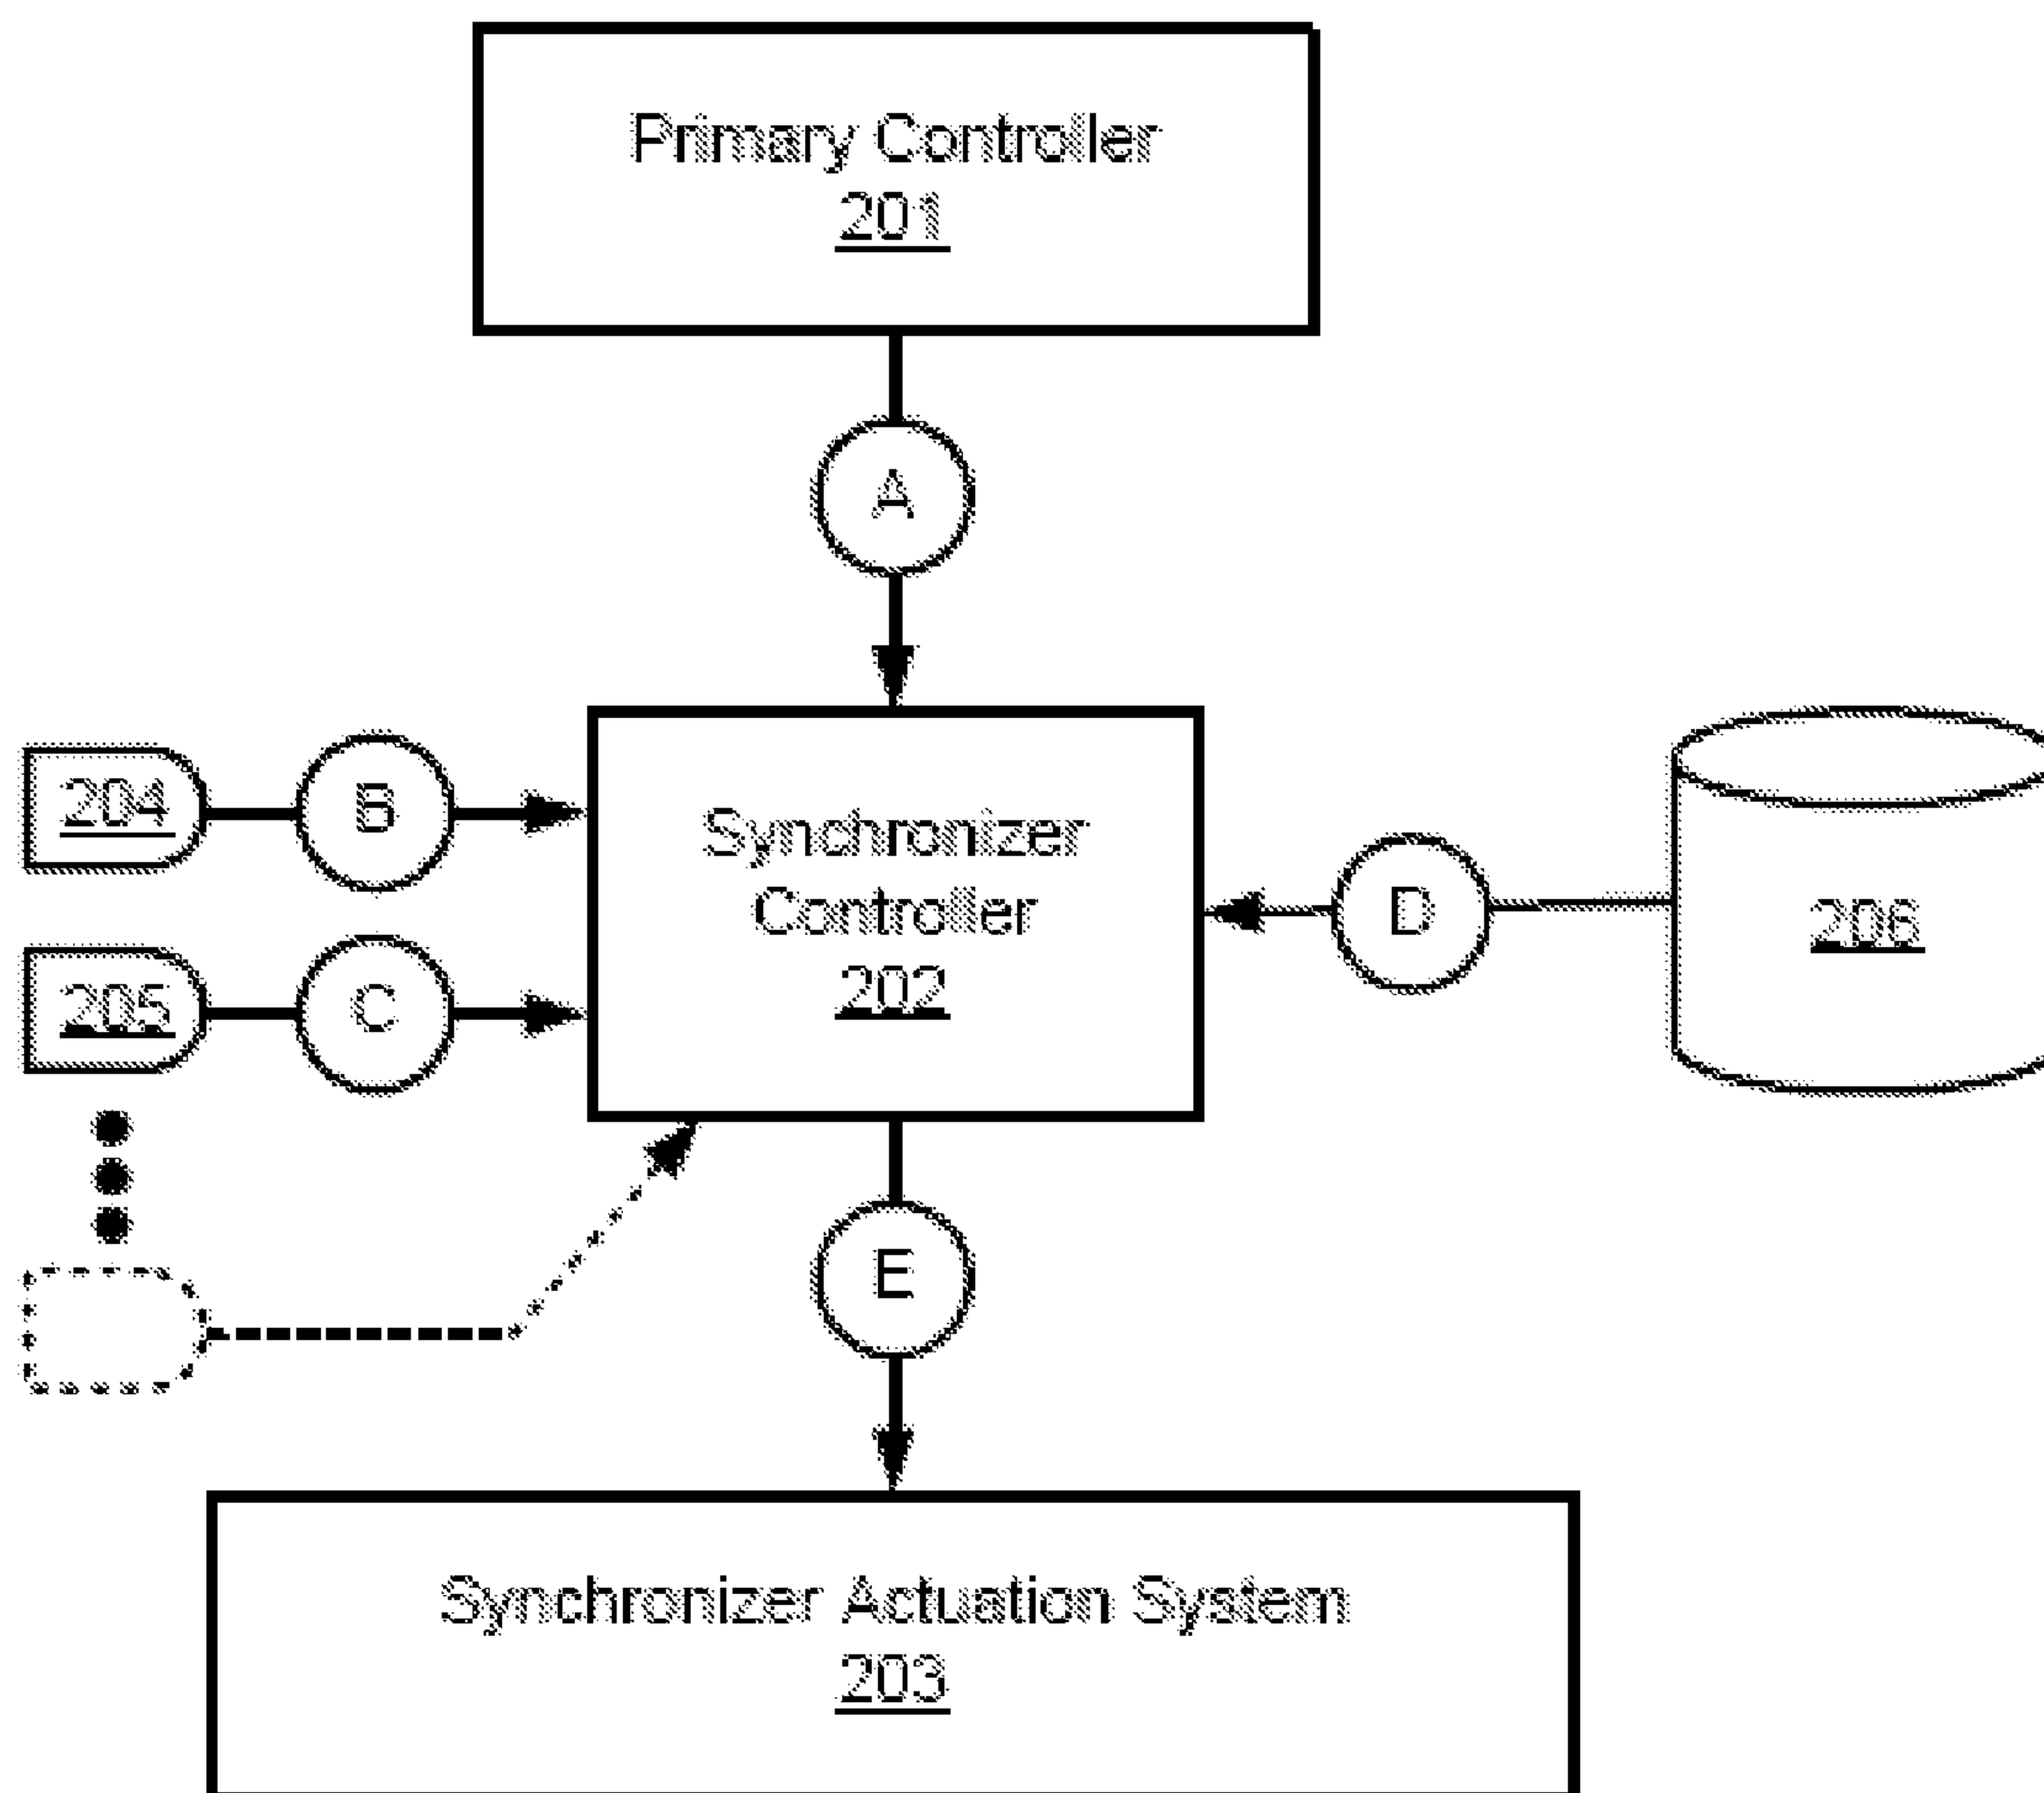 Primary Controller
201
A
204
B
Synchronizer
Controller
202
D
206
205
C
E
Synchronizer Actuation System
203